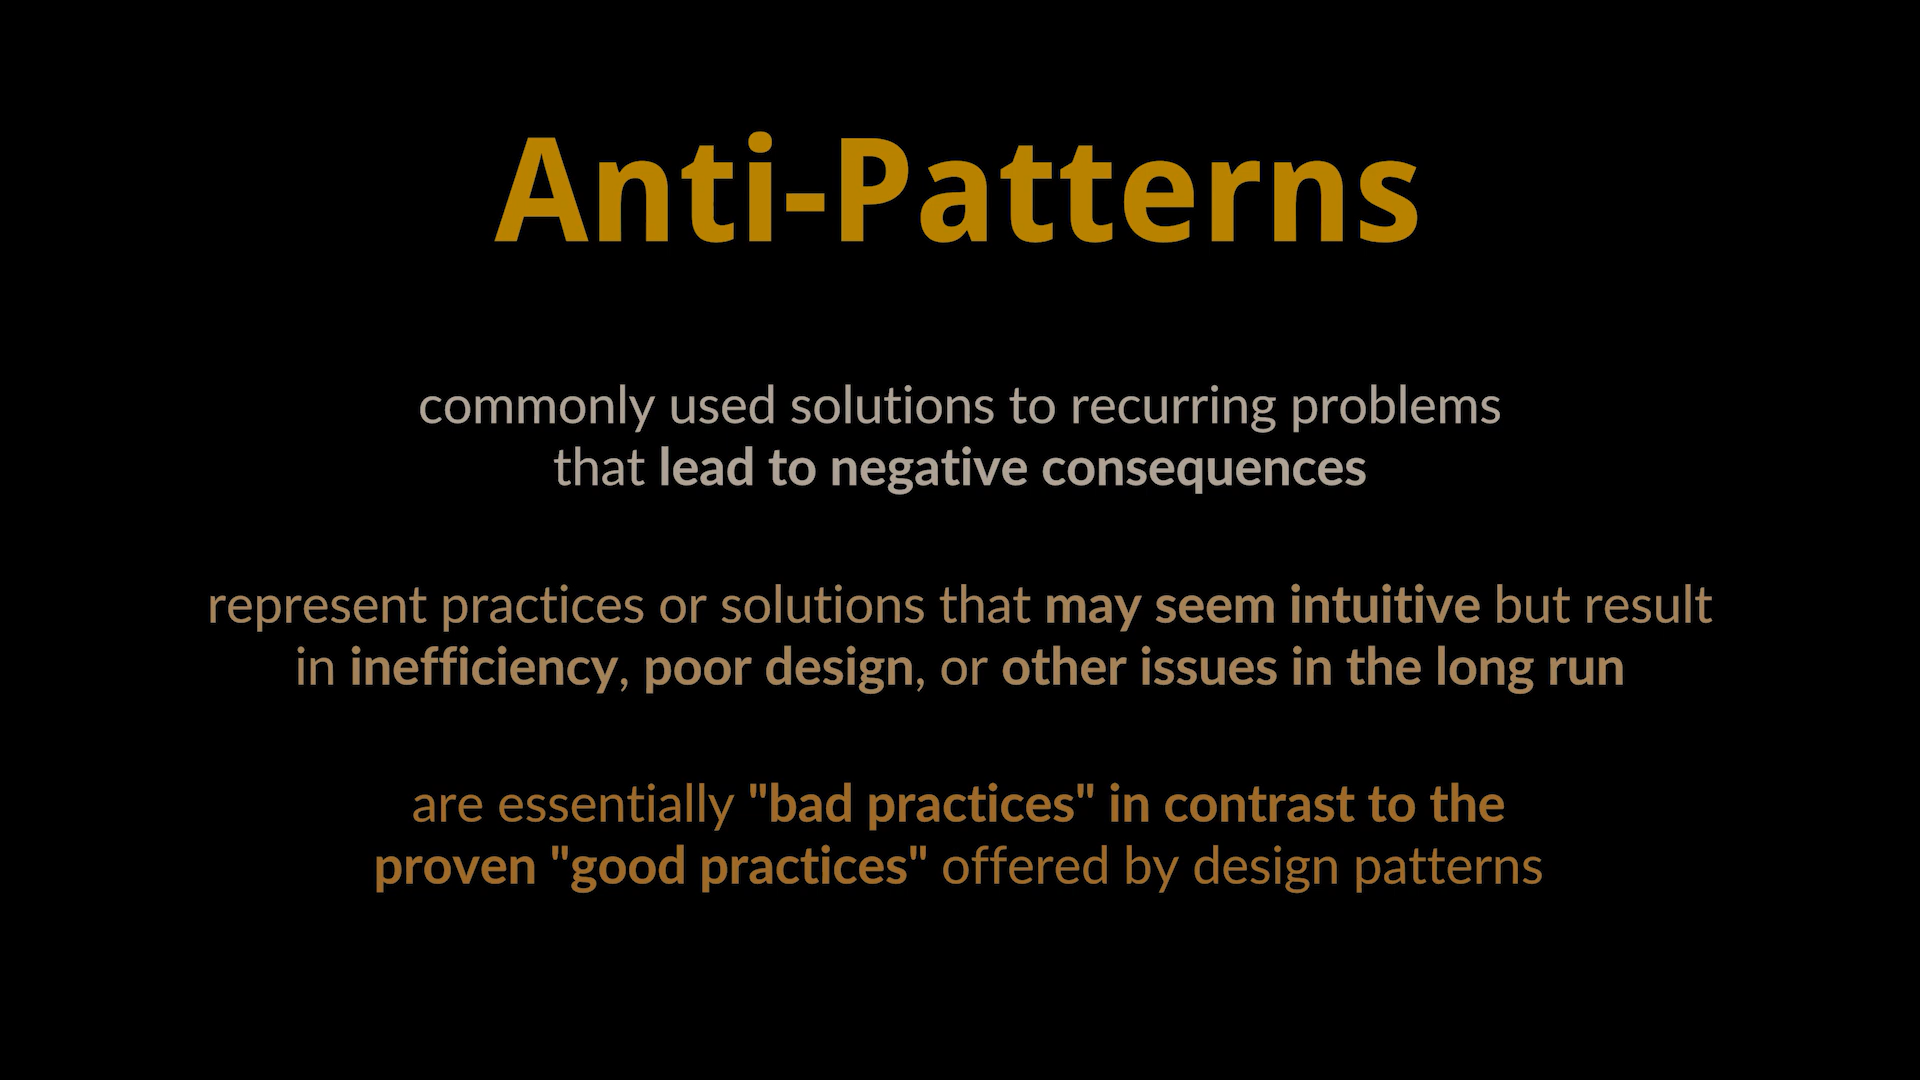 Anti-Patterns
commonly used solutions to recurring problems
that lead to negative consequences
represent practices or solutions that may seem intuitive but result
in inefficiency, poor design, or other issues in the long run
are essentially "bad practices" in contrast to the
proven "good practices" offered by design patterns